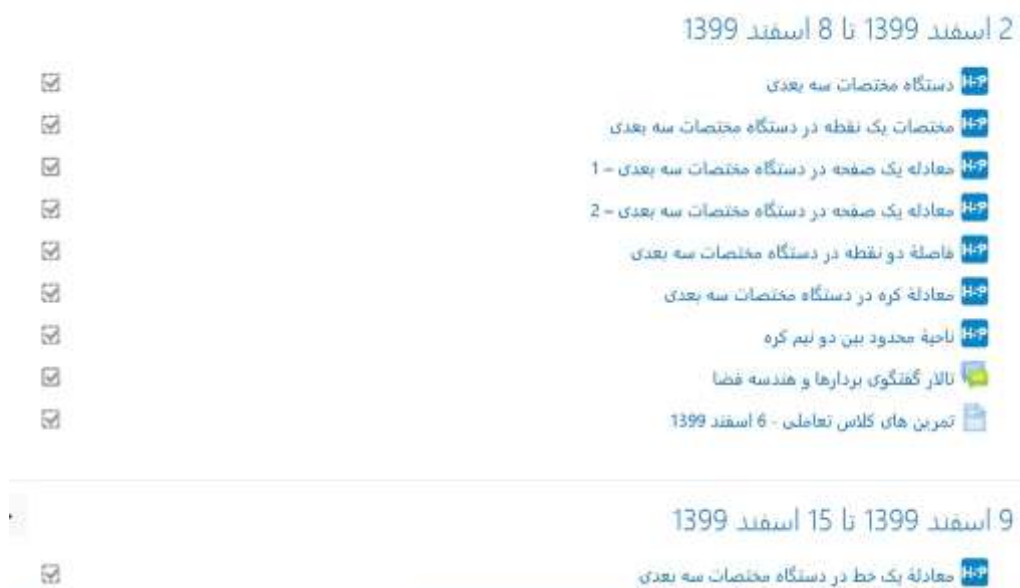 2 اسفند 1399 تا 8 اسفند 1399
H-P دستگاه مختصات سه بعدی
H-P مختصات یک نقطه در دستگاه مختصات سه بعدی
H-P معادله یک صفحه در دستگاه مختصات سه بعدی – 1
H-P معادله یک صفحه در دستگاه مختصات سه بعدی – 2
H-P فاصلۀ دو نقطه در دستگاه مختصات سه بعدی
H-P معادلۀ کره در دستگاه مختصات سه بعدی
H-P ناحیۀ محدود بین دو نیم کره
تالار گفتگوی بردارها و هندسه فضا
تمرین های کلاس تعاملی - 6 اسفند 1399
9 اسفند 1399 تا 15 اسفند 1399
H-P معادلۀ یک خط در دستگاه مختصات سه بعدی